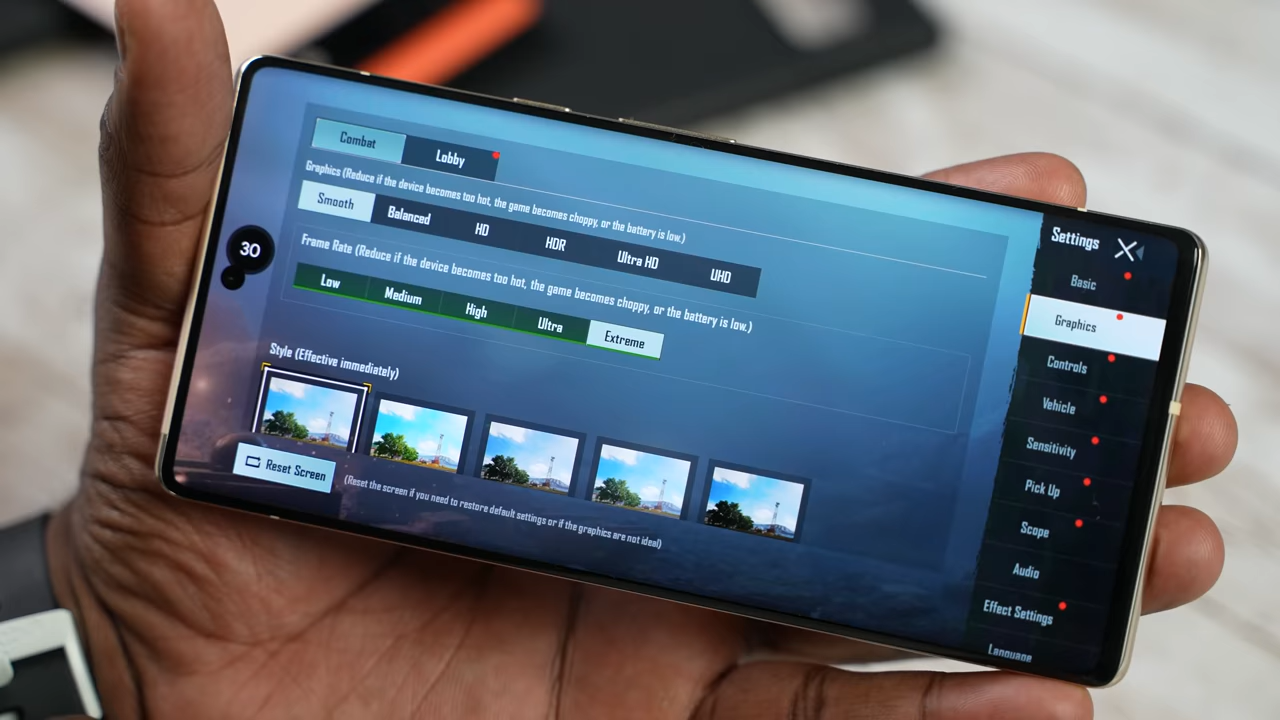 Combat
Lobby
Graphics (Reduce if the device becomes too hot, the game becomes choppy, or the battery is low.)
Smooth
Balanced
HD
HDR
Ultra HD
UHD
Frame Rate (Reduce if the device becomes too hot, the game becomes choppy, or the battery is low.)
Low
Medium
High
Ultra
Extreme
Style (Effective immediately)
Reset Screen
(Reset the screen if you need to restore default settings or if the graphics are not ideal)
30
Settings
Basic
Graphics
Controls
Vehicle
Sensitivity
Pick Up
Scope
Audio
Effect Settings
Language